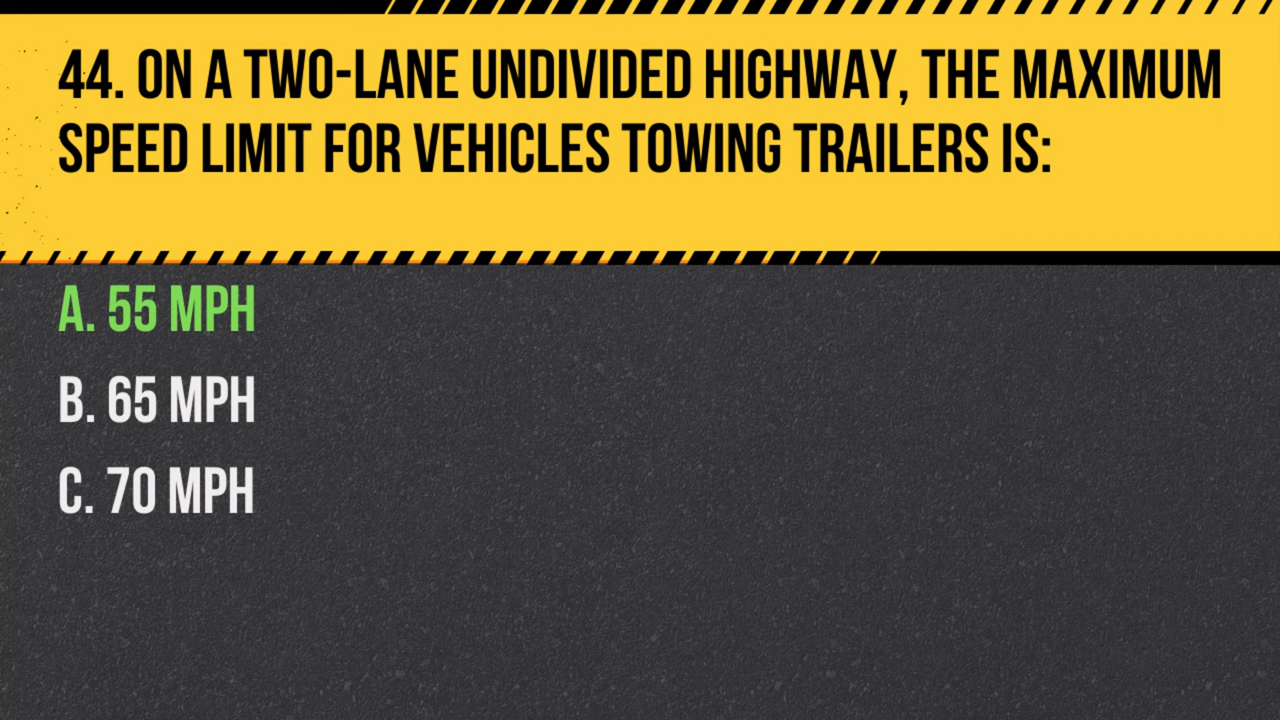 44. ON A TWO-LANE UNDIVIDED HIGHWAY, THE MAXIMUM
SPEED LIMIT FOR VEHICLES TOWING TRAILERS IS:
A. 55 MPH
B. 65 MPH
C. 70 MPH